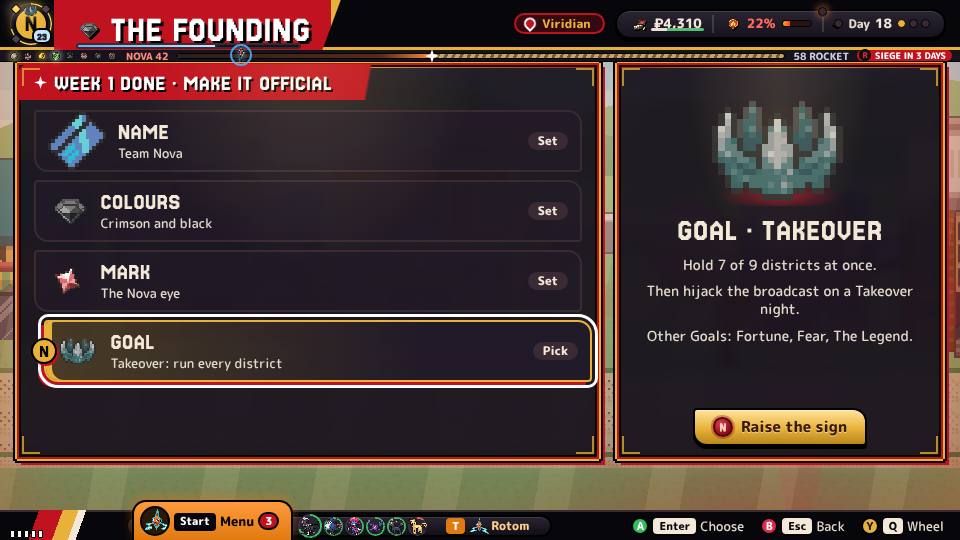 N
23
THE FOUNDING
Viridian
₽4,310
22%
Day 18
NOVA 42
58 ROCKET
R SIEGE IN 3 DAYS
WEEK 1 DONE · MAKE IT OFFICIAL
NAME
Team Nova
Set
COLOURS
Crimson and black
Set
MARK
The Nova eye
Set
N
GOAL
Takeover: run every district
Pick
GOAL · TAKEOVER
Hold 7 of 9 districts at once.
Then hijack the broadcast on a Takeover
night.
Other Goals: Fortune, Fear, The Legend.
N Raise the sign
Start Menu 3
T Rotom
A Enter Choose
B Esc Back
Y Q Wheel